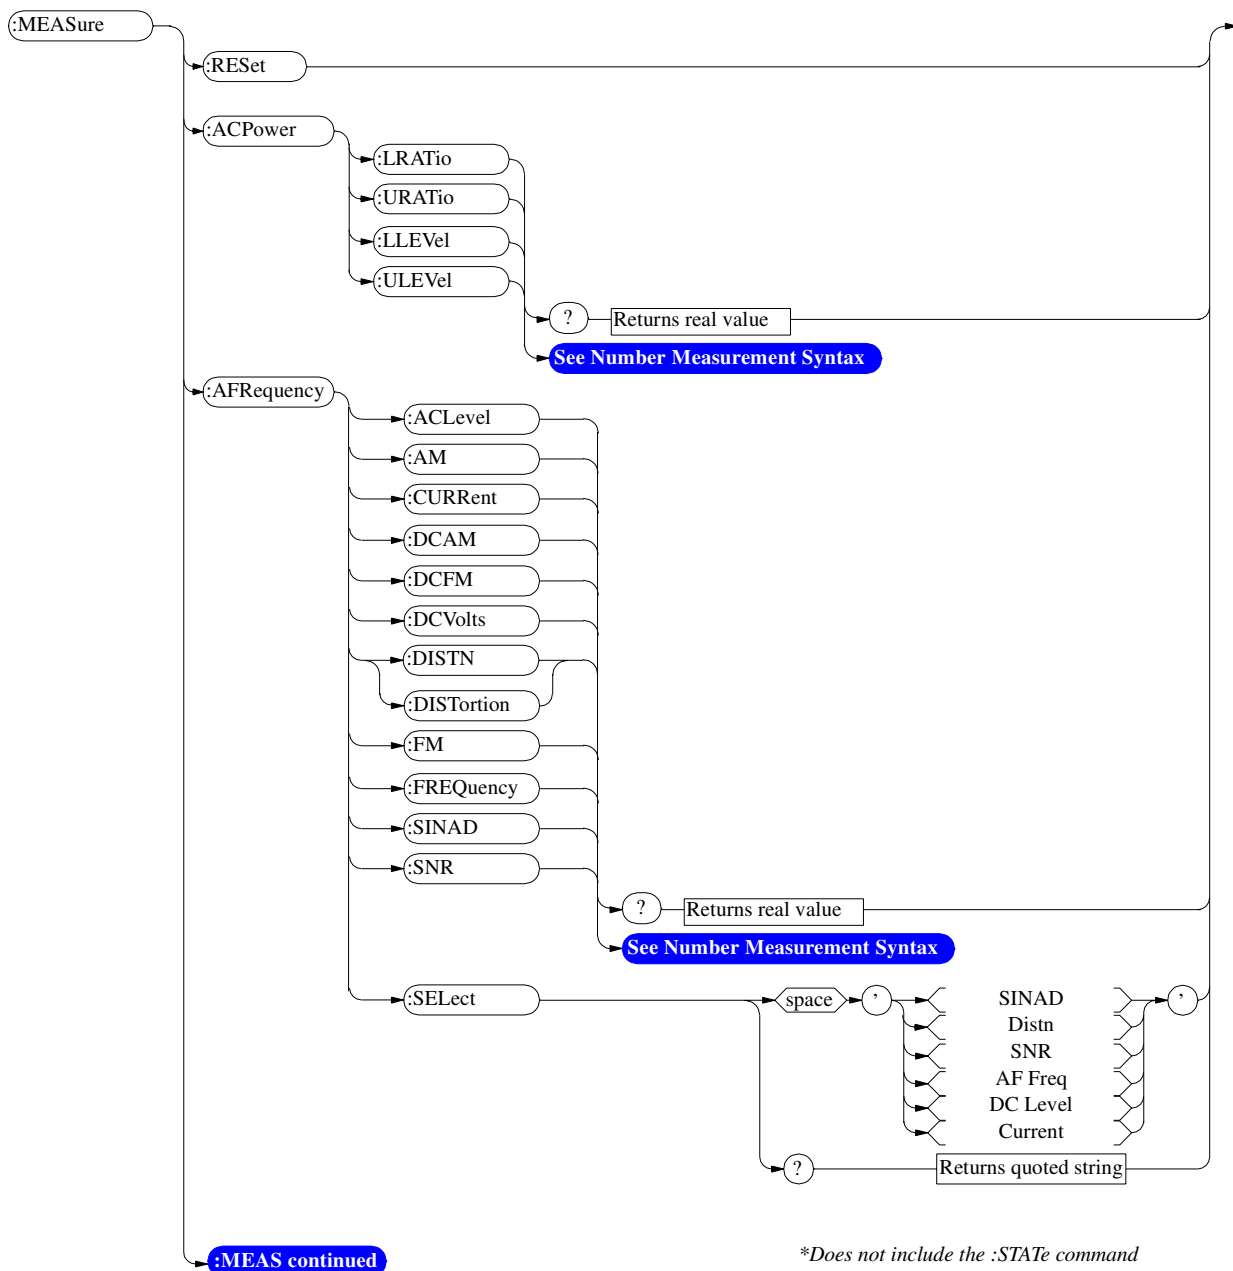 :MEASure
:RESet
:ACPower
:LRATio
:URATio
:LLEVel
:ULEVel
? Returns real value
See Number Measurement Syntax
:AFRequency
:ACLevel
:AM
:CURRent
:DCAM
:DCFM
:DCVolts
:DISTN
:DISTortion
:FM
:FREQuency
:SINAD
:SNR
? Returns real value
See Number Measurement Syntax
:SELect space ’ SINAD ’
Distn
SNR
AF Freq
DC Level
Current
? Returns quoted string
:MEAS continued
*Does not include the :STATe command